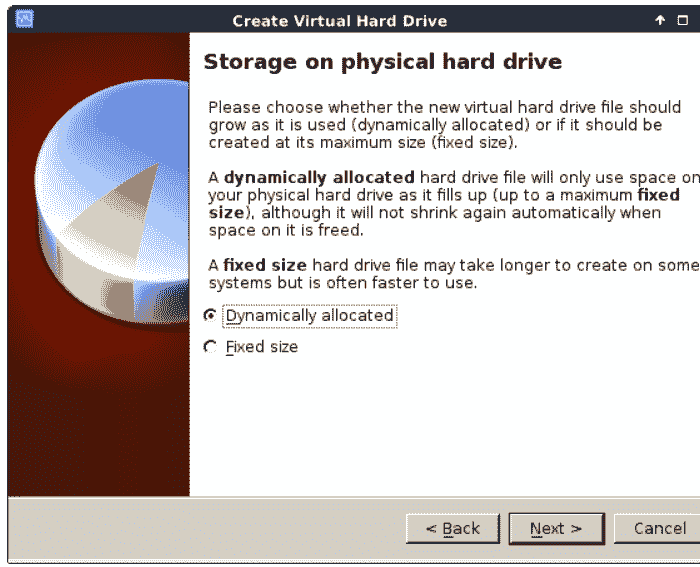 Create Virtual Hard Drive
Storage on physical hard drive
Please choose whether the new virtual hard drive file should
grow as it is used (dynamically allocated) or if it should be
created at its maximum size (fixed size).
A dynamically allocated hard drive file will only use space on
your physical hard drive as it fills up (up to a maximum fixed
size), although it will not shrink again automatically when
space on it is freed.
A fixed size hard drive file may take longer to create on some
systems but is often faster to use.
Dynamically allocated
Fixed size
< Back Next > Cancel